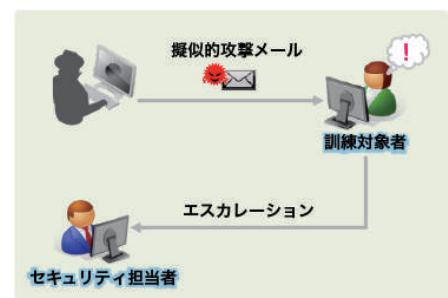 擬似的攻撃メール
!
訓練対象者
エスカレーション
セキュリティ担当者